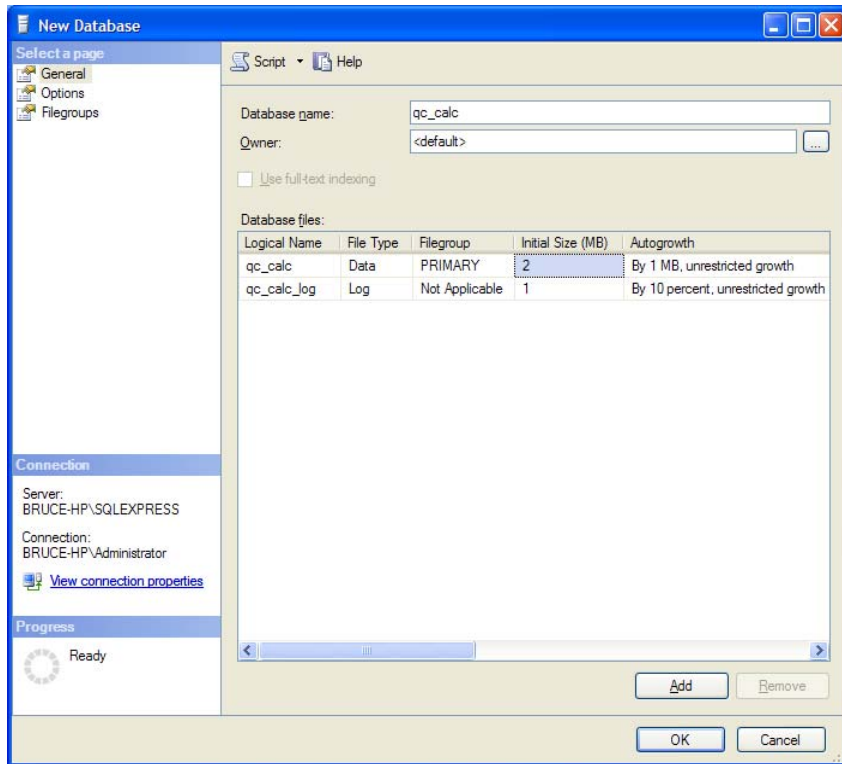 New Database
Select a page
General
Options
Filegroups
Script
Help
Database name:
qc_calc
Owner:
<default>
...
Use full-text indexing
Database files:
Logical Name File Type Filegroup Initial Size (MB) Autogrowth
qc_calc Data PRIMARY 2 By 1 MB, unrestricted growth
qc_calc_log Log Not Applicable 1 By 10 percent, unrestricted growth
Connection
Server:
BRUCE-HP\SQLEXPRESS
Connection:
BRUCE-HP\Administrator
View connection properties
Progress
Ready
Add Remove
OK Cancel